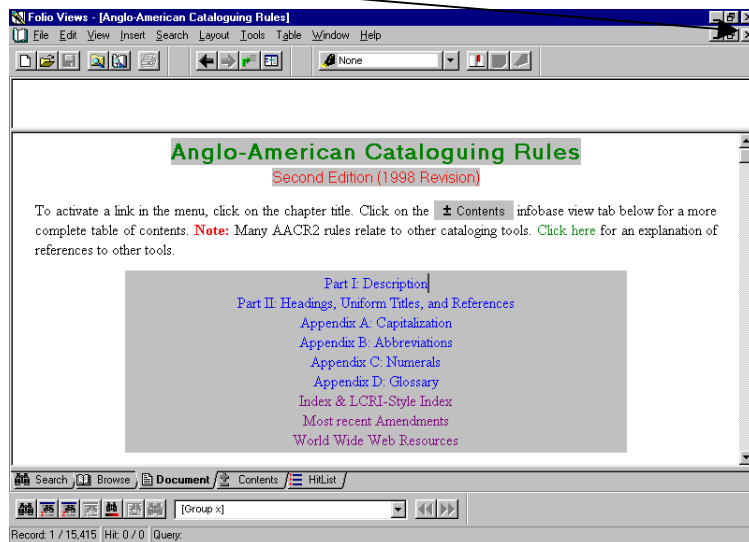 Folio Views - [Anglo-American Cataloguing Rules]
File Edit View Insert Search Layout Tools Table Window Help
None
Anglo-American Cataloguing Rules
Second Edition (1998 Revision)
To activate a link in the menu, click on the chapter title. Click on the ± Contents infobase view tab below for a more
complete table of contents. Note: Many AACR2 rules relate to other cataloging tools. Click here for an explanation of
references to other tools.
Part I: Description
Part II: Headings, Uniform Titles, and References
Appendix A: Capitalization
Appendix B: Abbreviations
Appendix C: Numerals
Appendix D: Glossary
Index & LCRI-Style Index
Most recent Amendments
World Wide Web Resources
Search Browse Document Contents HitList
[Group x]
Record: 1 / 15,415 Hit: 0 / 0 Query: